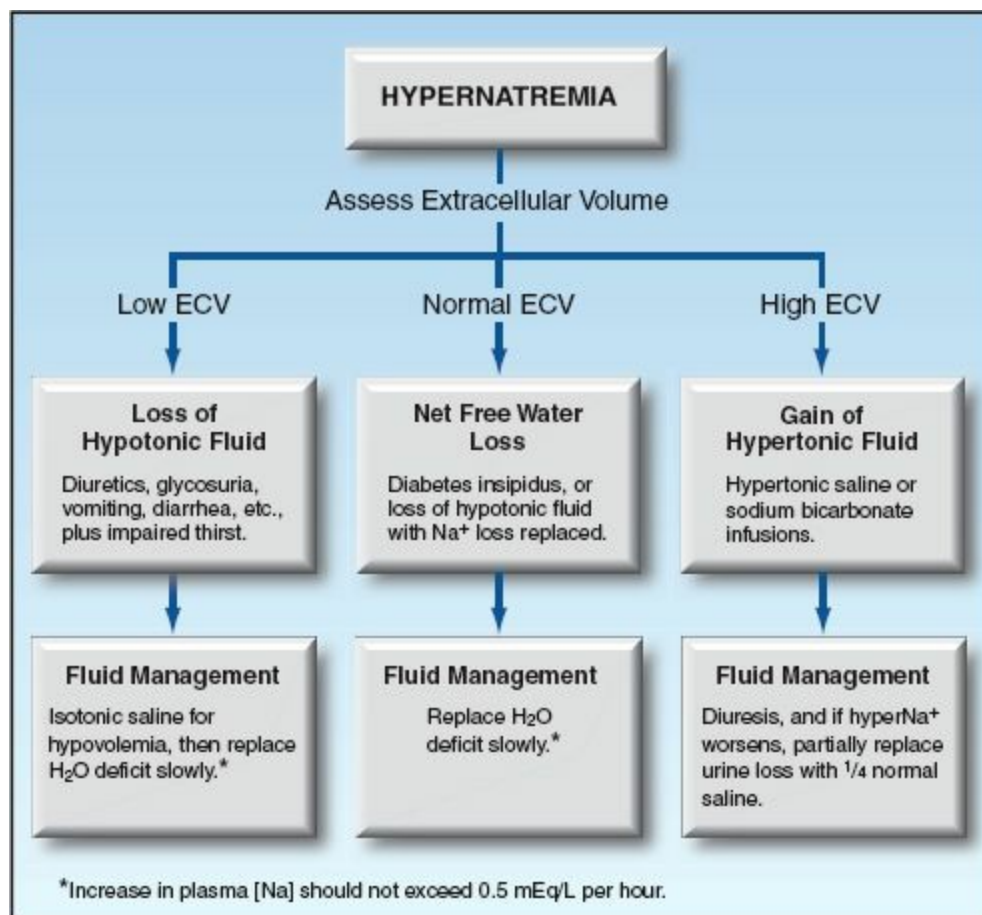 HYPERNATREMIA
Assess Extracellular Volume
Low ECV
Normal ECV
High ECV
Loss of
Hypotonic Fluid
Diuretics, glycosuria,
vomiting, diarrhea, etc.,
plus impaired thirst.
Net Free Water
Loss
Diabetes insipidus, or
loss of hypotonic fluid
with Na⁺ loss replaced.
Gain of
Hypertonic Fluid
Hypertonic saline or
sodium bicarbonate
infusions.
Fluid Management
Isotonic saline for
hypovolemia, then replace
H₂O deficit slowly.*
Fluid Management
Replace H₂O
deficit slowly.*
Fluid Management
Diuresis, and if hyperNa⁺
worsens, partially replace
urine loss with 1/4 normal
saline.
*Increase in plasma [Na] should not exceed 0.5 mEq/L per hour.